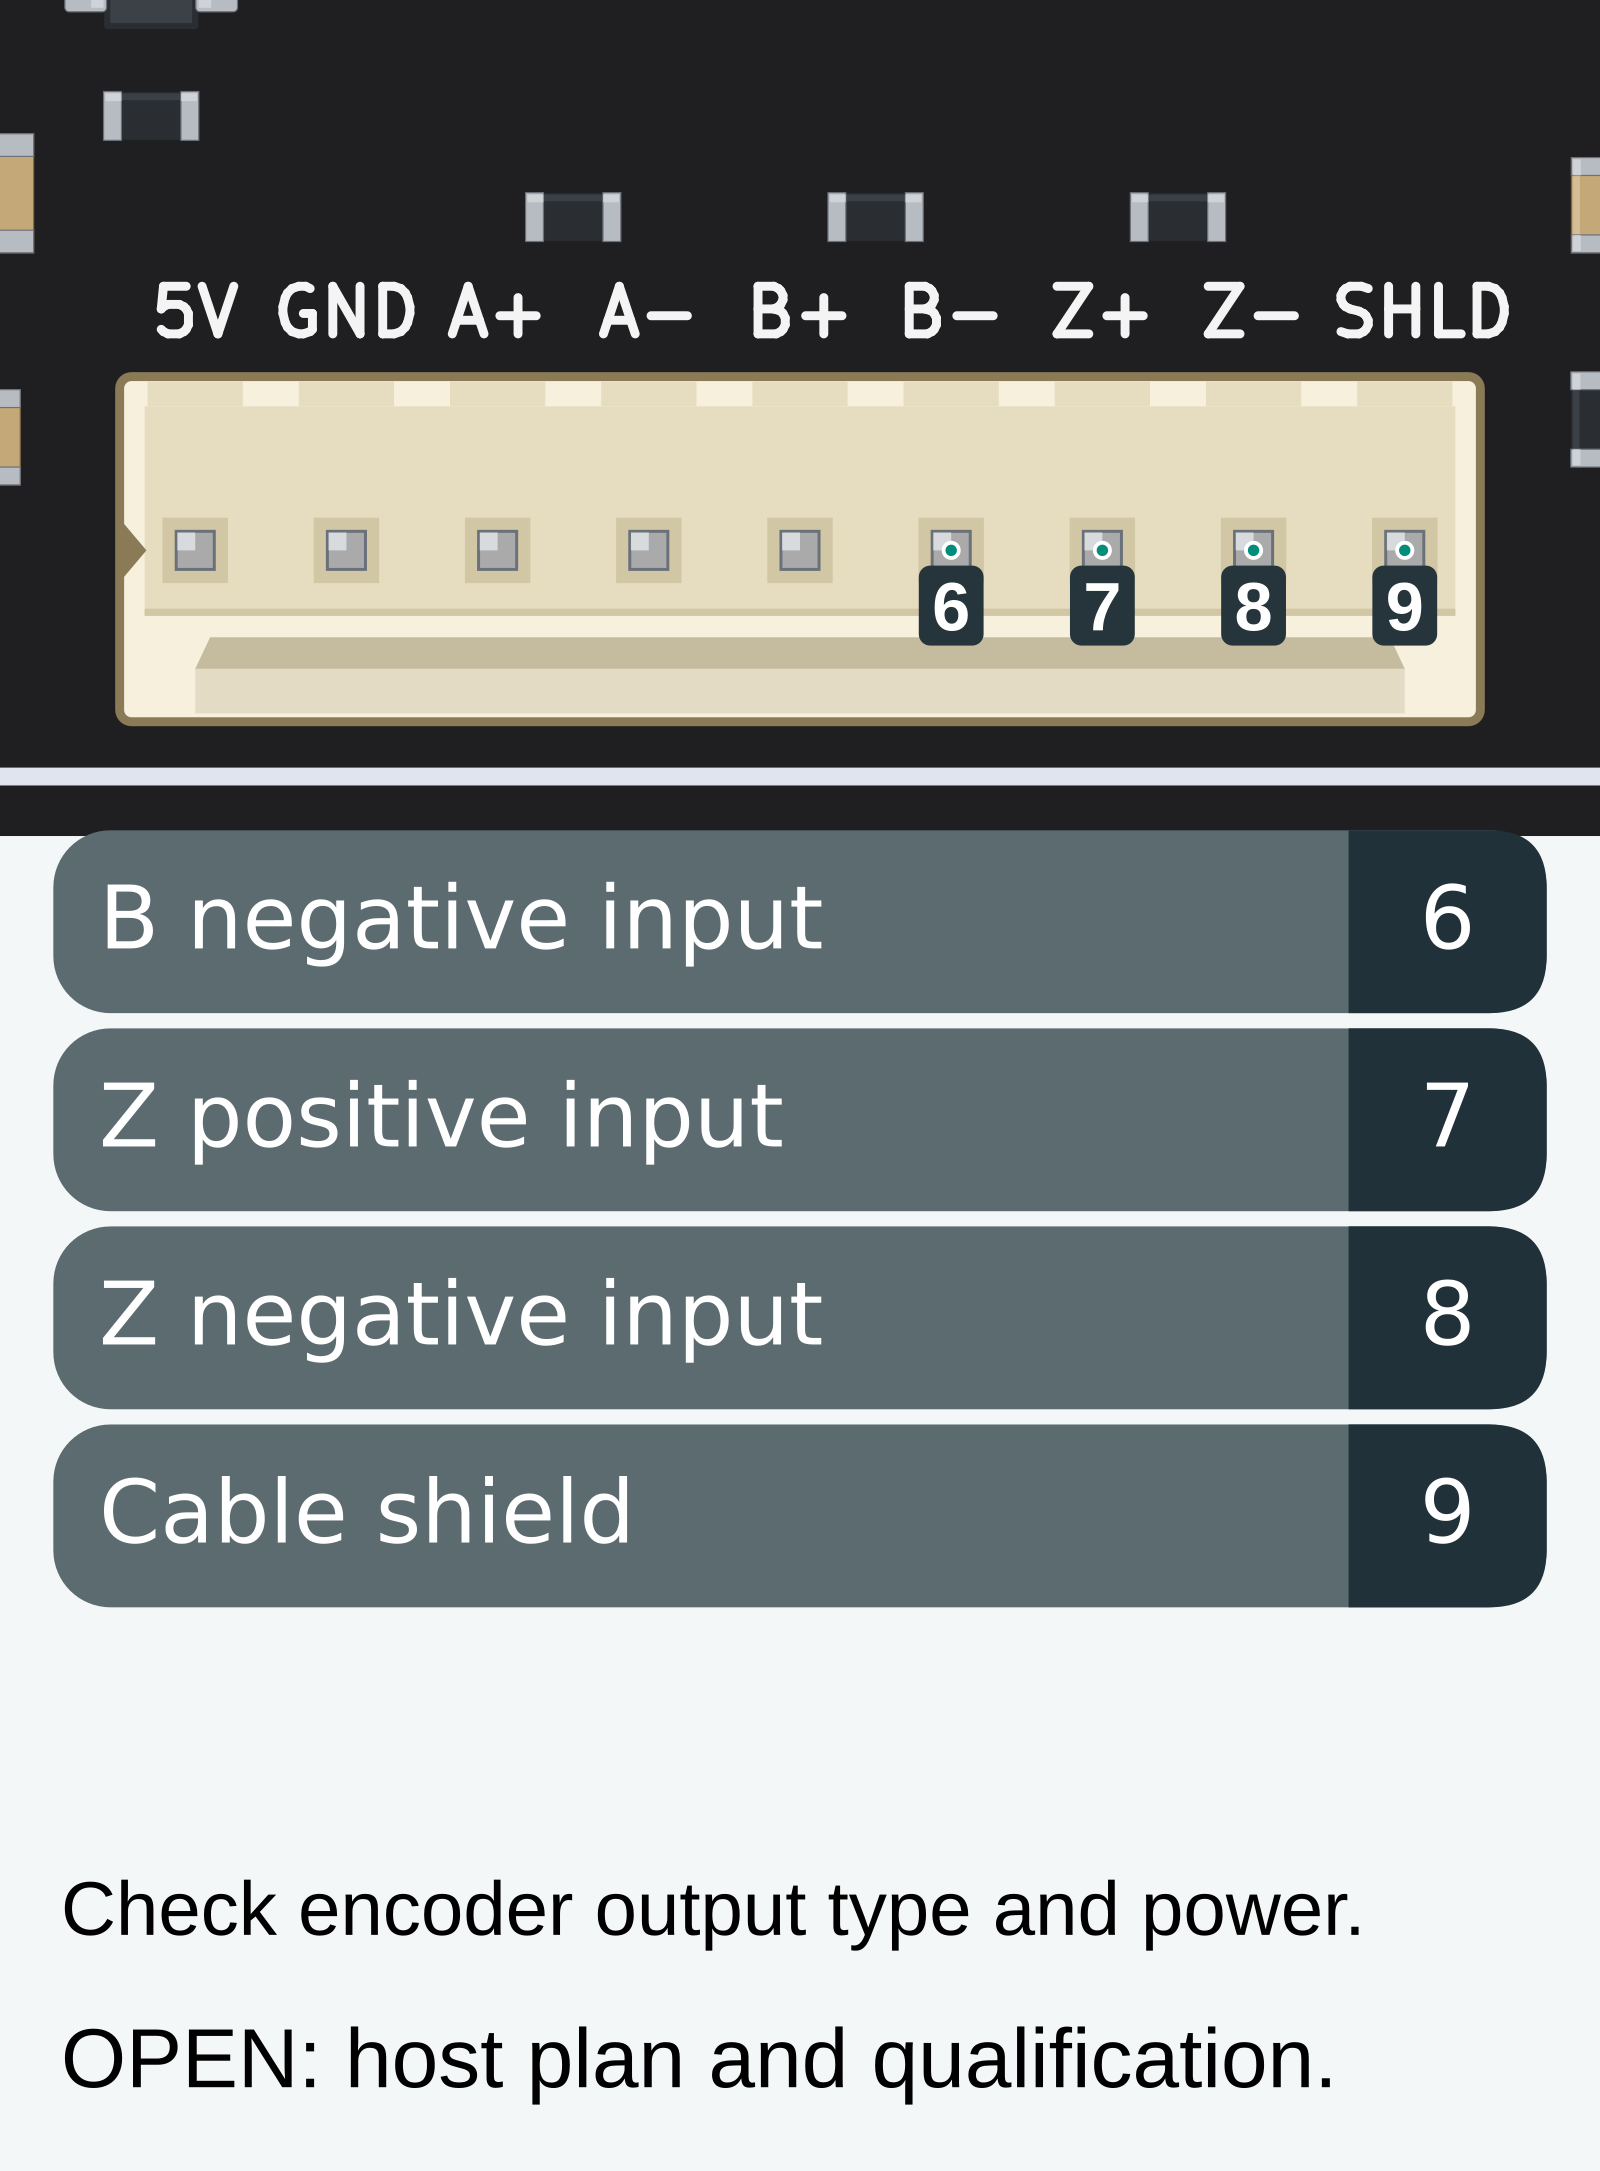 5V GND A+ A− B+ B− Z+ Z− SHLD
6 7 8 9
B negative input 6
Z positive input 7
Z negative input 8
Cable shield 9
Check encoder output type and power.
OPEN: host plan and qualification.